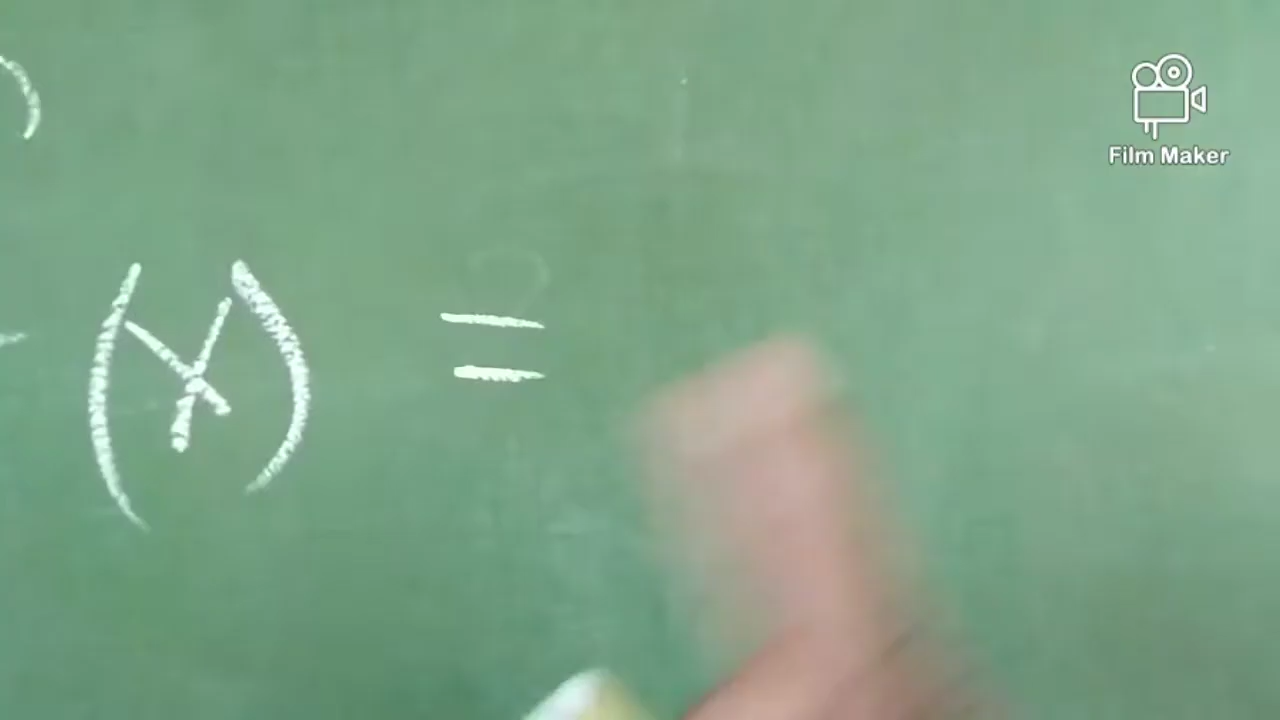 Film Maker
(x) =